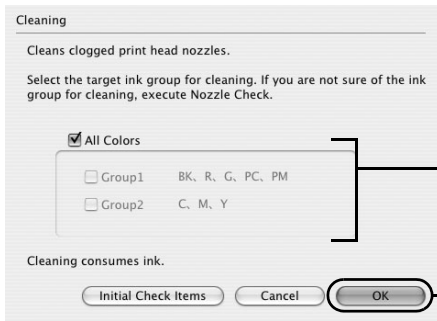 Cleaning
Cleans clogged print head nozzles.
Select the target ink group for cleaning. If you are not sure of the ink
group for cleaning, execute Nozzle Check.
All Colors
Group1 BK、R、G、PC、PM
Group2 C、M、Y
Cleaning consumes ink.
Initial Check Items Cancel OK